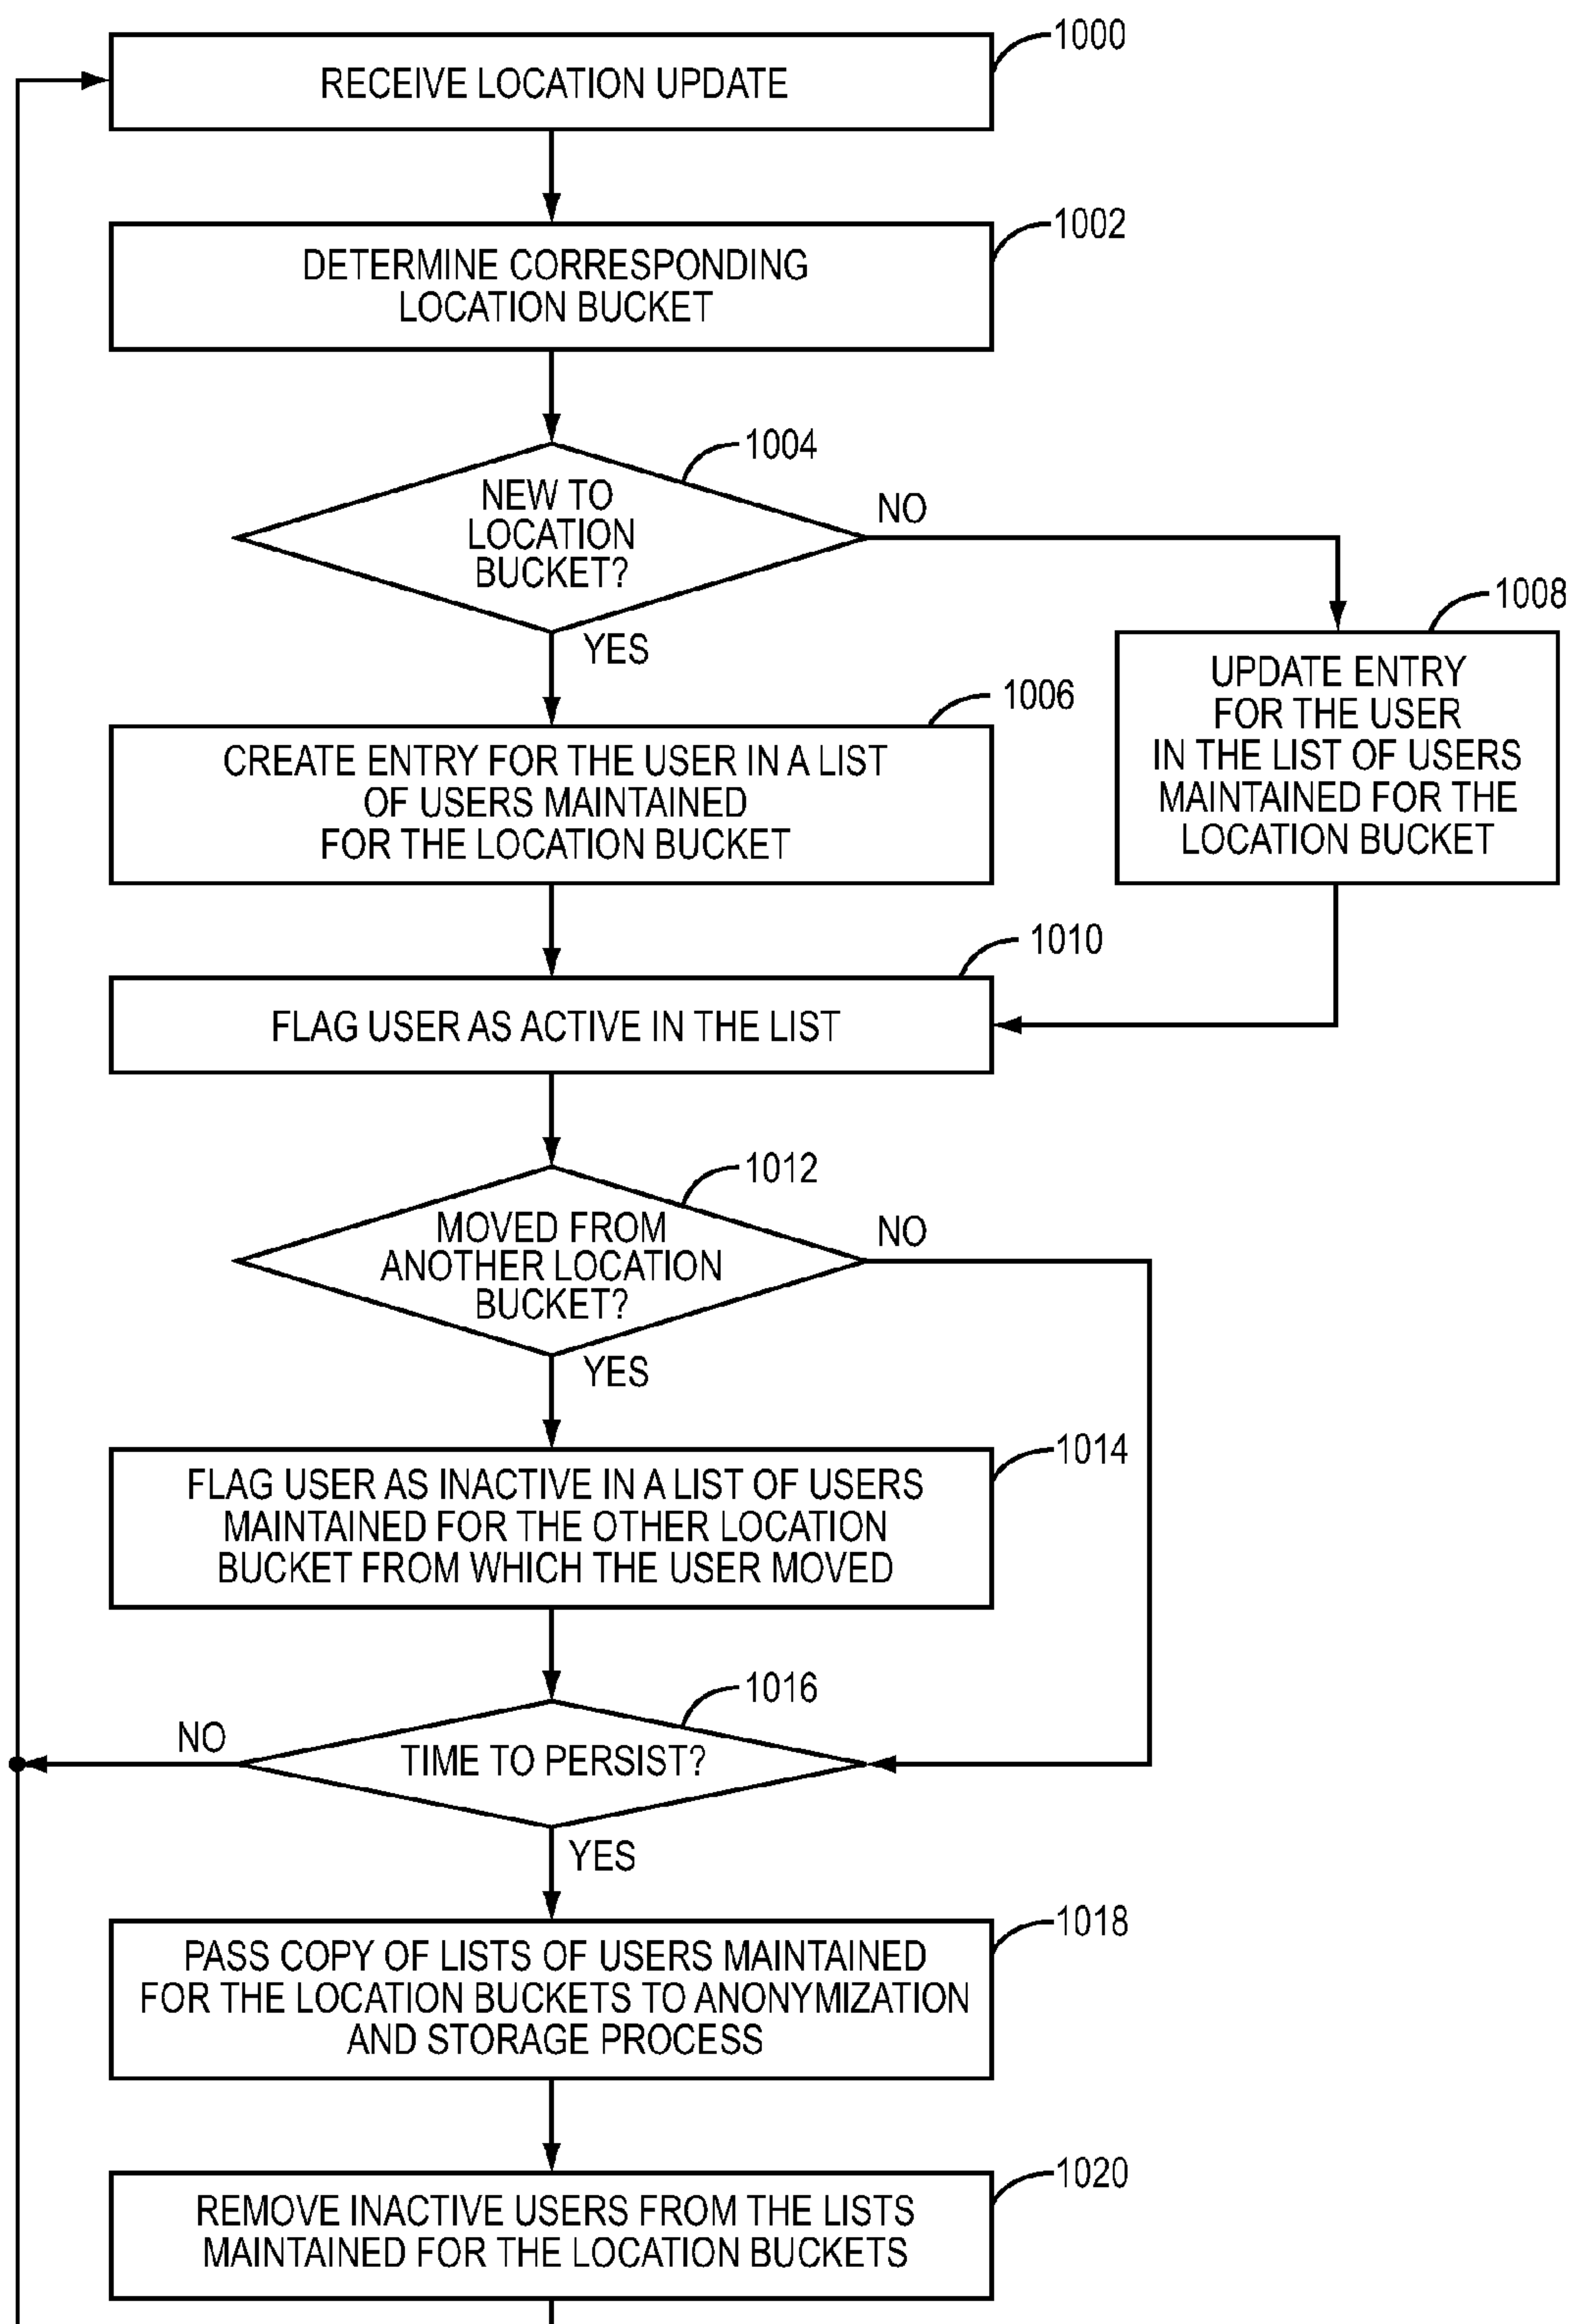 1000
RECEIVE LOCATION UPDATE
1002
DETERMINE CORRESPONDING
LOCATION BUCKET
1004
NEW TO
LOCATION
BUCKET?
NO
YES
1008
UPDATE ENTRY
FOR THE USER
IN THE LIST OF USERS
MAINTAINED FOR THE
LOCATION BUCKET
1006
CREATE ENTRY FOR THE USER IN A LIST
OF USERS MAINTAINED
FOR THE LOCATION BUCKET
1010
FLAG USER AS ACTIVE IN THE LIST
1012
MOVED FROM
ANOTHER LOCATION
BUCKET?
NO
YES
1014
FLAG USER AS INACTIVE IN A LIST OF USERS
MAINTAINED FOR THE OTHER LOCATION
BUCKET FROM WHICH THE USER MOVED
1016
TIME TO PERSIST?
NO
YES
1018
PASS COPY OF LISTS OF USERS MAINTAINED
FOR THE LOCATION BUCKETS TO ANONYMIZATION
AND STORAGE PROCESS
1020
REMOVE INACTIVE USERS FROM THE LISTS
MAINTAINED FOR THE LOCATION BUCKETS